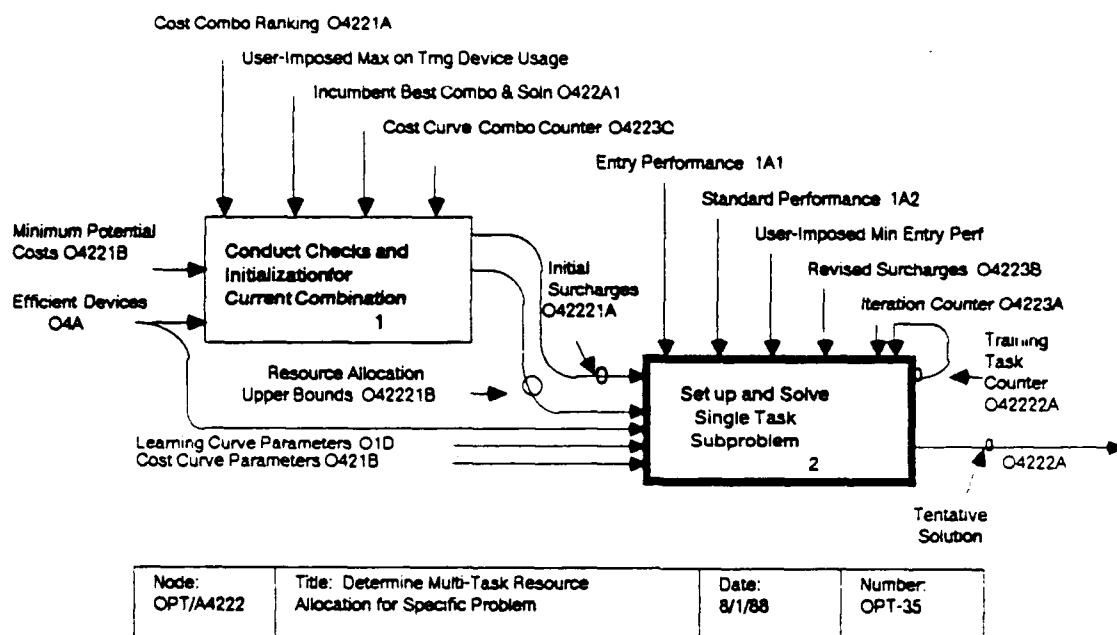 Cost Combo Ranking O4221A
User-Imposed Max on Trng Device Usage
Incumbent Best Combo & Soln O422A1
Cost Curve Combo Counter O4223C
Entry Performance 1A1
Standard Performance 1A2
User-Imposed Min Entry Perf
Revised Surcharges O4223B
Iteration Counter O4223A
Minimum Potential
Costs O4221B
Efficient Devices
O4A
Conduct Checks and
Initializationfor
Current Combination
1
Initial
Surcharges
O42221A
Training
Task
Counter
O42222A
Resource Allocation
Upper Bounds O42221B
Set up and Solve
Single Task
Subproblem
2
Learning Curve Parameters O1D
Cost Curve Parameters O421B
O4222A
Tentative
Solution
Node:
OPT/A4222
Title: Determine Multi-Task Resource
Allocation for Specific Problem
Date:
8/1/88
Number:
OPT-35